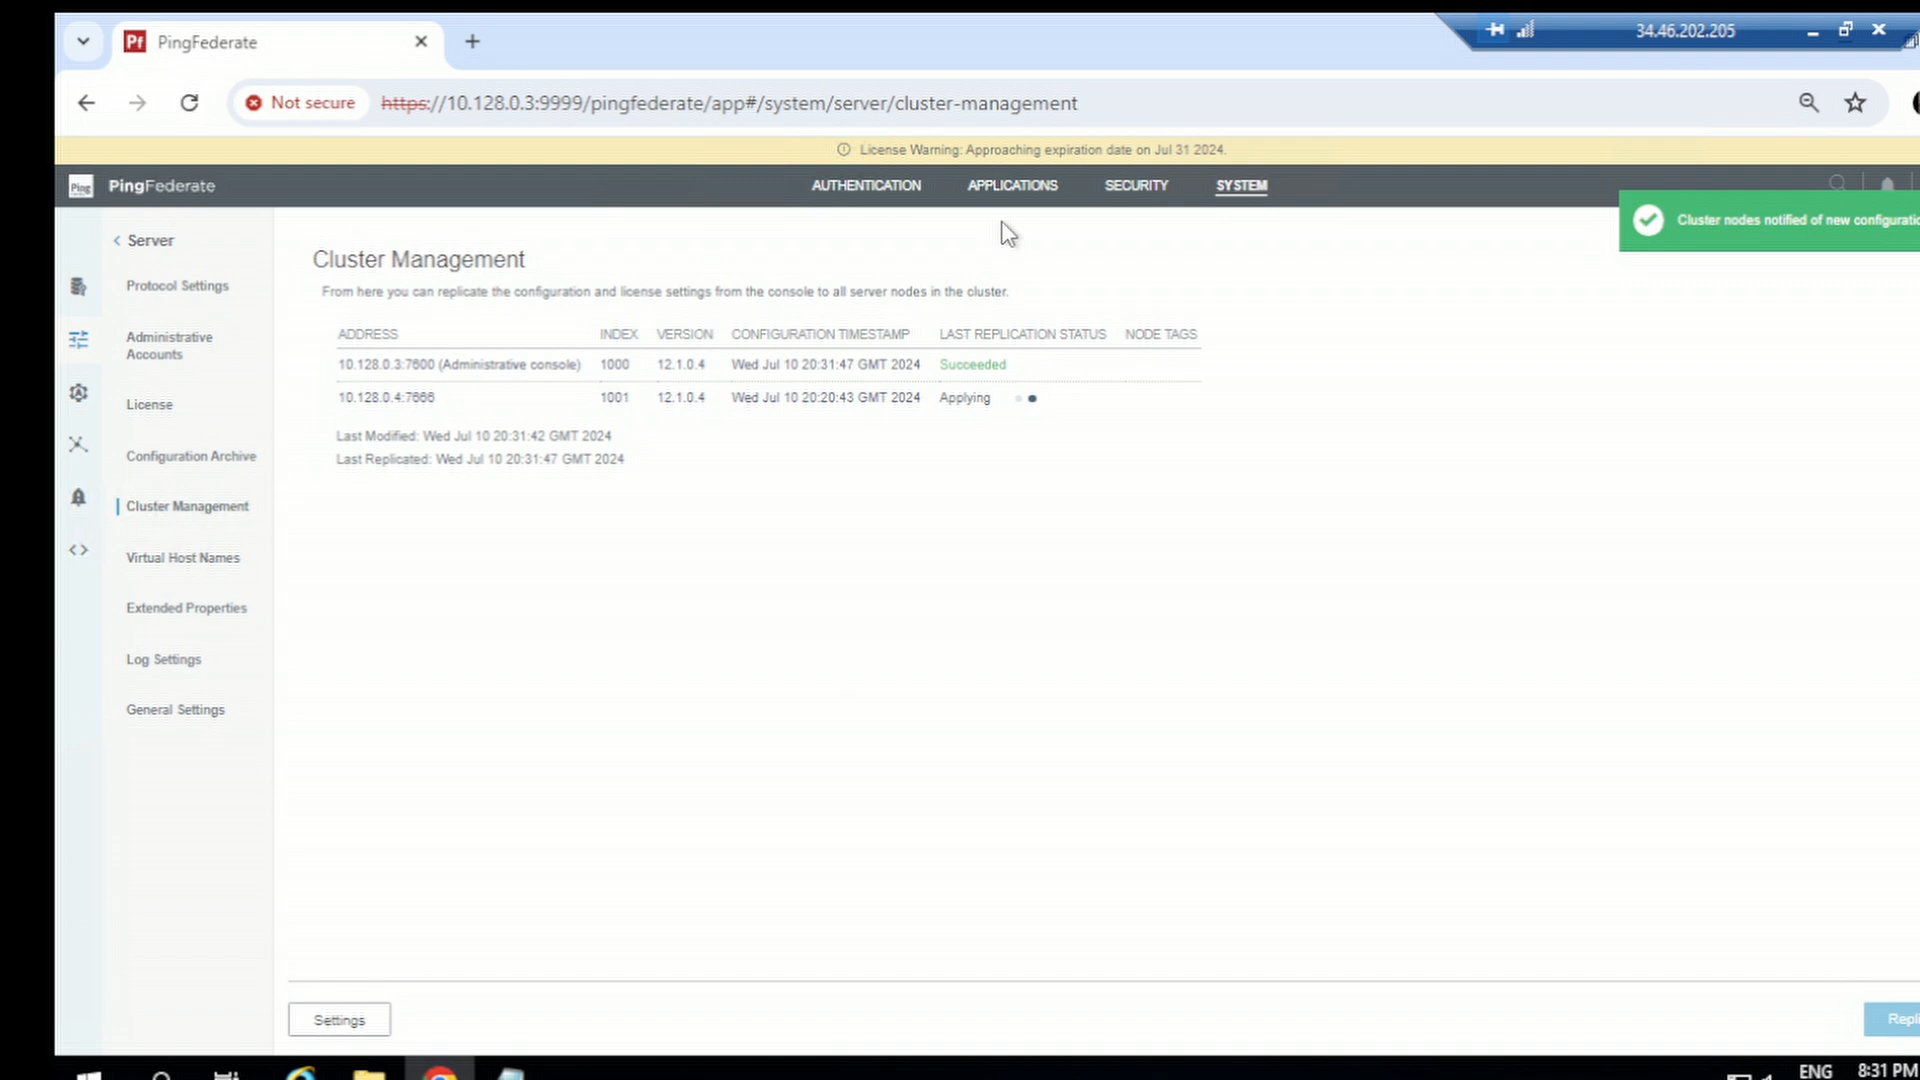 PingFederate
34.46.202.205
Not secure
https://10.128.0.3:9999/pingfederate/app#/system/server/cluster-management
License Warning: Approaching expiration date on Jul 31 2024.
Ping
PingFederate
AUTHENTICATION APPLICATIONS SECURITY SYSTEM
Cluster nodes notified of new
Server
Protocol Settings
Administrative
Accounts
License
Configuration Archive
Cluster Management
Virtual Host Names
Extended Properties
Log Settings
General Settings
Cluster Management
From here you can replicate the configuration and license settings from the console to all server nodes in the cluster.
ADDRESS INDEX VERSION CONFIGURATION TIMESTAMP LAST REPLICATION STATUS NODE TAGS
10.128.0.3:7600 (Administrative console) 1000 12.1.0.4 Wed Jul 10 20:31:47 GMT 2024 Succeeded
1001 12.1.0.4 Wed Jul 10 20:20:43 GMT 2024 Applying
Last Modified: Wed Jul 10 20:31:42 GMT 2024
Last Replicated: Wed Jul 10 20:31:47 GMT 2024
Settings
ENG 8:31 PM